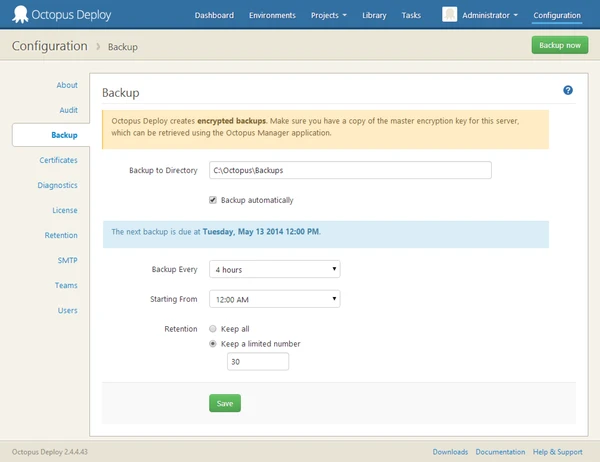 Octopus Deploy Dashboard Environments Projects Library Tasks Administrator Configuration
Configuration > Backup Backup now
About
Audit
Backup
Certificates
Diagnostics
License
Retention
SMTP
Teams
Users
Backup
Octopus Deploy creates encrypted backups. Make sure you have a copy of the master encryption key for this server,
which can be retrieved using the Octopus Manager application.
Backup to Directory C:\Octopus\Backups
Backup automatically
The next backup is due at Tuesday, May 13 2014 12:00 PM.
Backup Every 4 hours
Starting From 12:00 AM
Retention Keep all
Keep a limited number
30
Save
Octopus Deploy 2.4.4.43 Downloads Documentation Help & Support